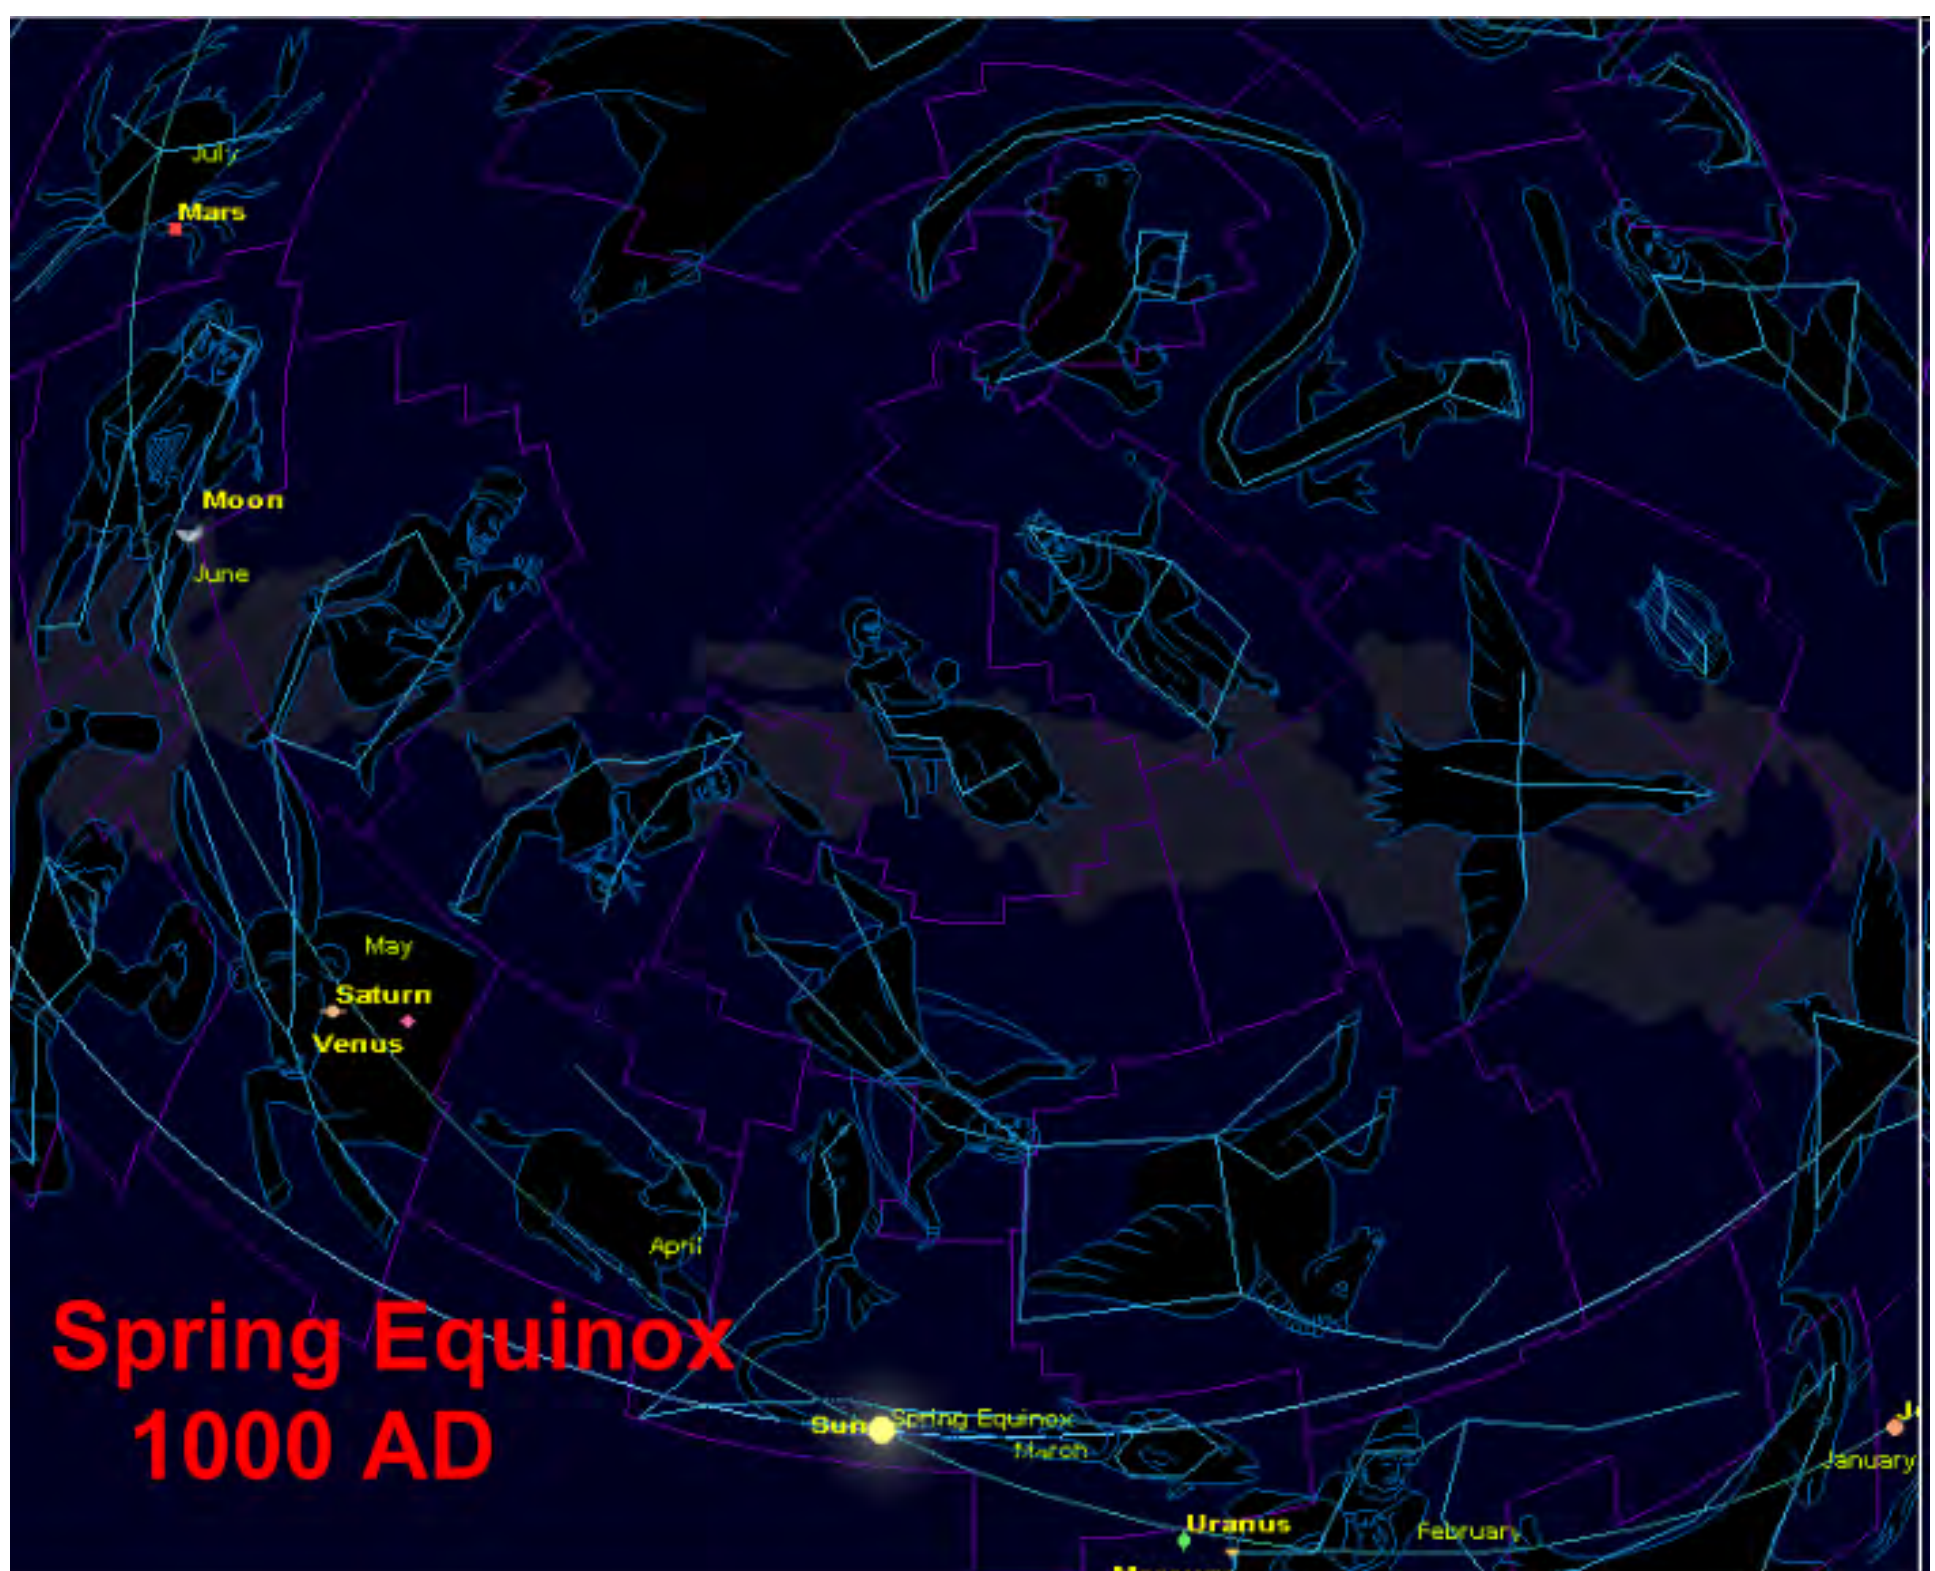 July
Mars
Moon
June
May
Saturn
Venus
April
Spring Equinox
1000 AD
Sun
Spring Equinox
March
January
Uranus
February